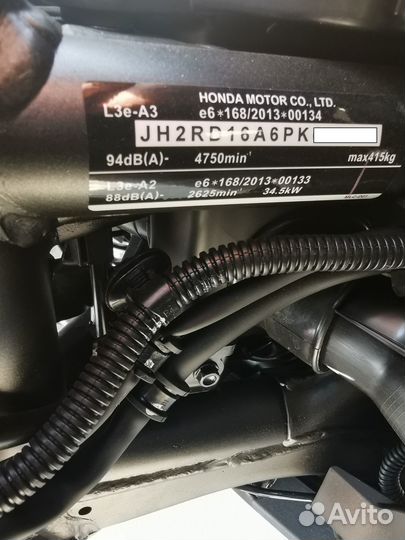 HONDA MOTOR CO., LTD.
L3e-A3 e6*168/2013*00134
JH2RD16A6PK
94dB(A)- 4750min⁻¹ max415kg
L3e-A2 e6*168/2013*00133
88dB(A)- 2625min⁻¹ 34.5kW
Avito